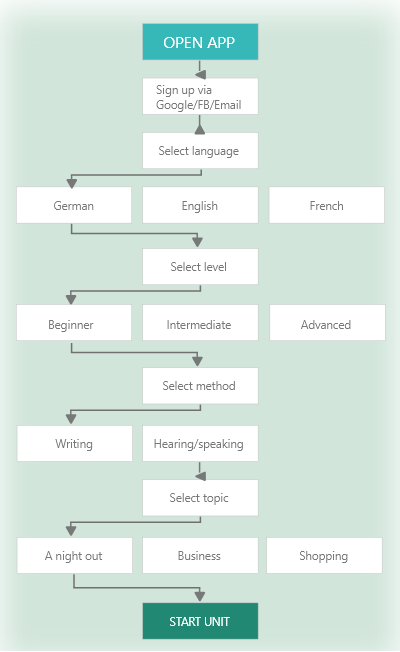 OPEN APP
Sign up via
Google/FB/Email
Select language
German
English
French
Select level
Beginner
Intermediate
Advanced
Select method
Writing
Hearing/speaking
Select topic
A night out
Business
Shopping
START UNIT